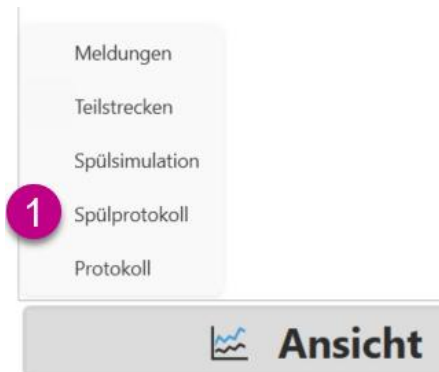 Meldungen
Teilstrecken
Spülsimulation
1 Spülprotokoll
Protokoll
Ansicht